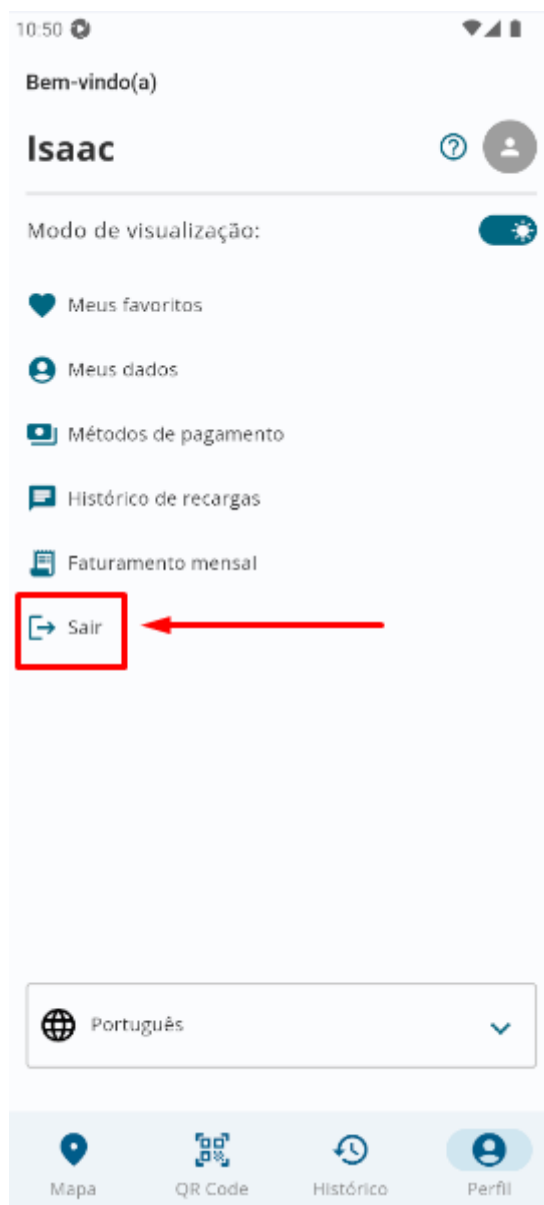 10:50
Bem-vindo(a)
Isaac
Modo de visualização:
Meus favoritos
Meus dados
Métodos de pagamento
Histórico de recargas
Faturamento mensal
Sair
Português
Mapa QR Code Histórico Perfil